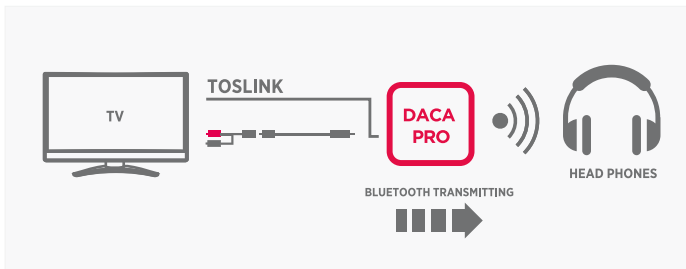 TV
TOSLINK
DACA
PRO
HEAD PHONES
BLUETOOTH TRANSMITTING